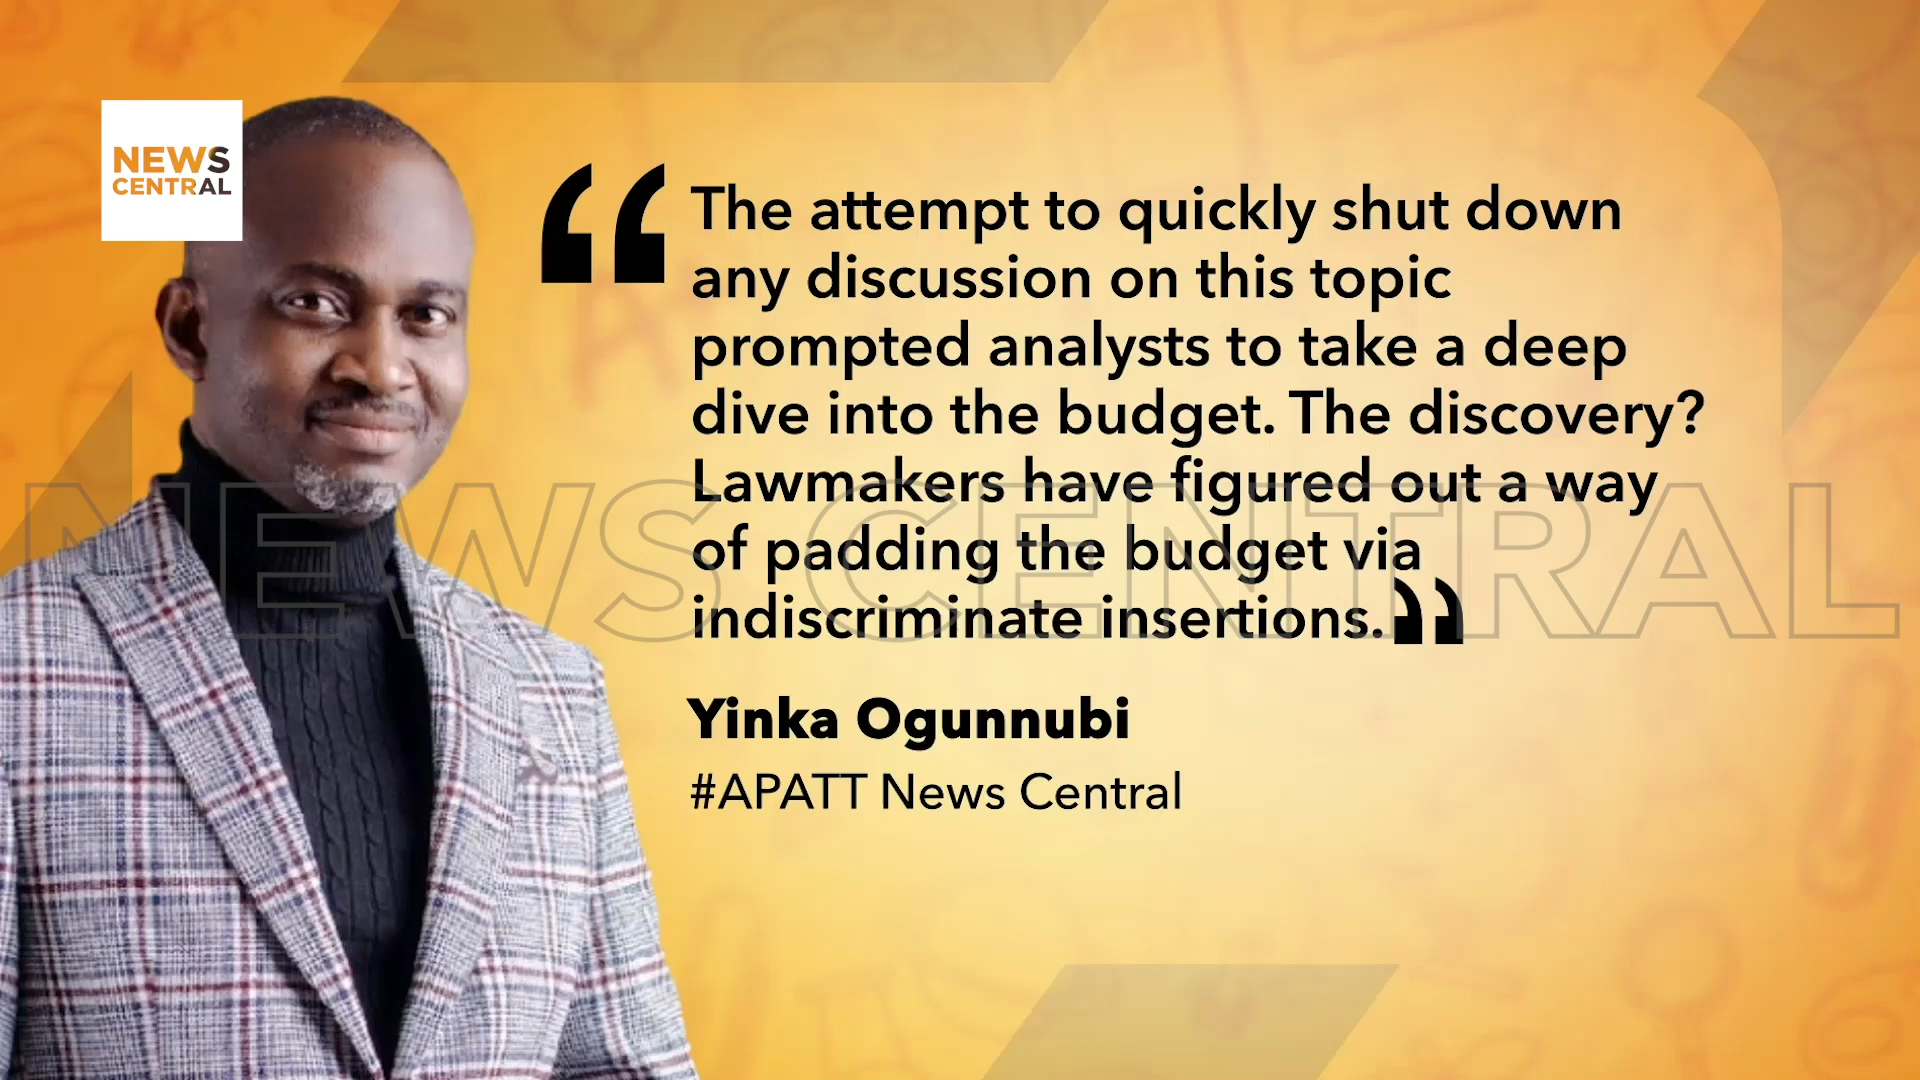 NEWS
CENTRAL
“The attempt to quickly shut down
any discussion on this topic
prompted analysts to take a deep
dive into the budget. The discovery?
Lawmakers have figured out a way
of padding the budget via
indiscriminate insertions.”
NEWS CENTRAL
Yinka Ogunnubi
#APATT News Central